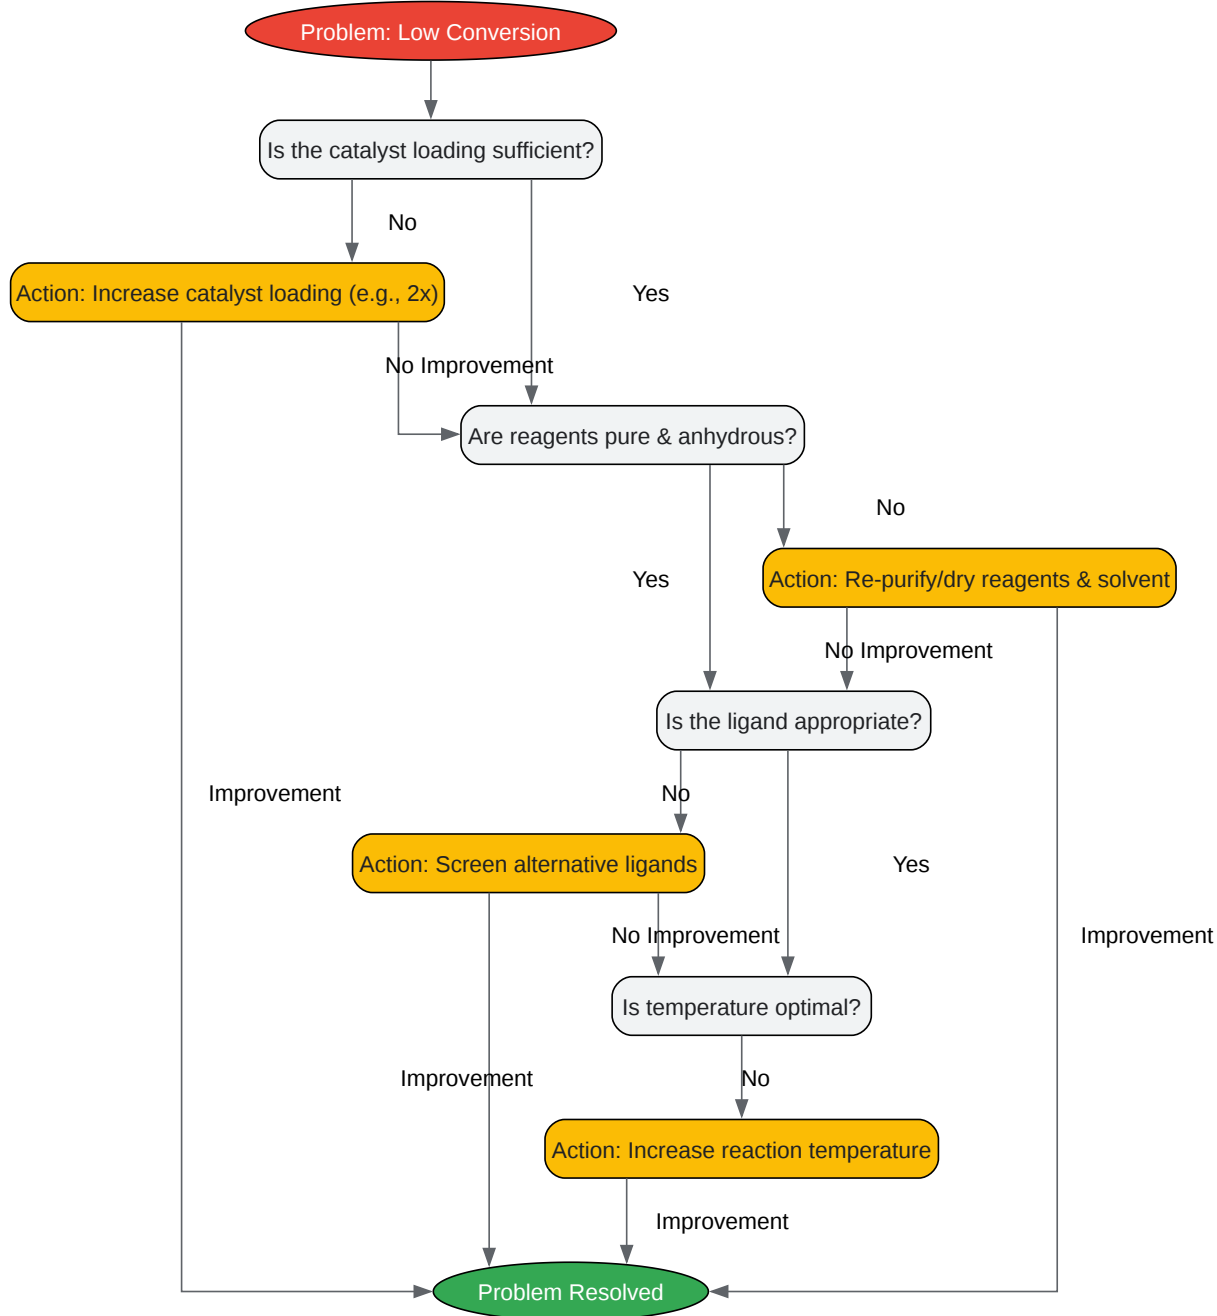 Problem: Low Conversion
Is the catalyst loading sufficient?
No
Action: Increase catalyst loading (e.g., 2x)
Yes
No Improvement
Are reagents pure & anhydrous?
No
Yes
Action: Re-purify/dry reagents & solvent
No Improvement
Is the ligand appropriate?
Improvement
No
Action: Screen alternative ligands
Yes
No Improvement
Improvement
Is temperature optimal?
Improvement
No
Action: Increase reaction temperature
Improvement
Problem Resolved